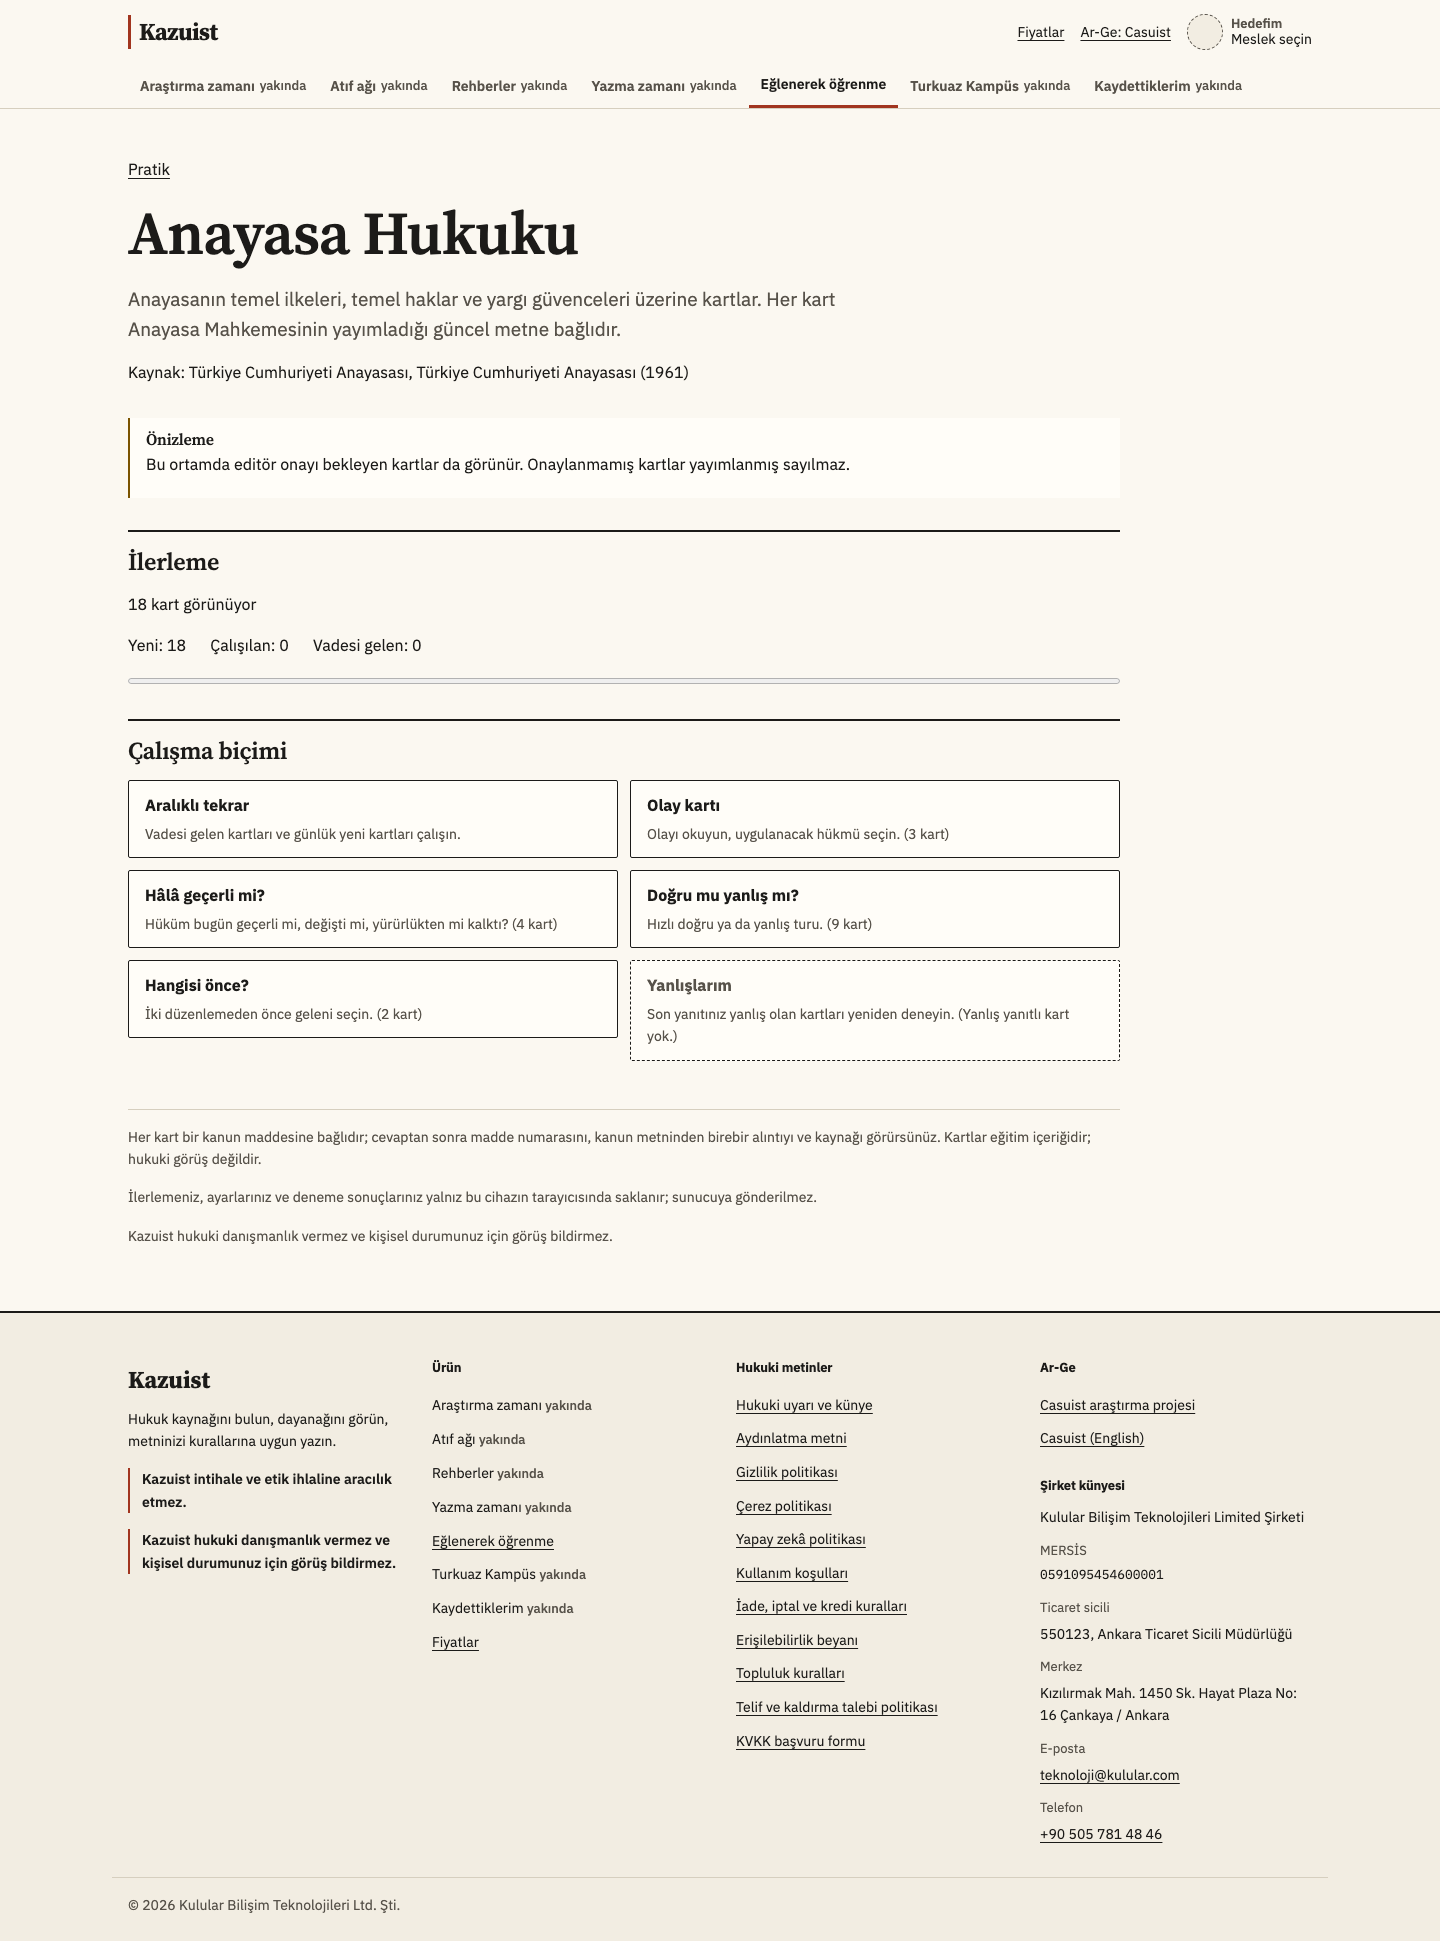 Kazuist
Fiyatlar
Ar-Ge: Casuist
Hedefim
Meslek seçin
Araştırma zamanı yakında
Atıf ağı yakında
Rehberler yakında
Yazma zamanı yakında
Eğlenerek öğrenme
Turkuaz Kampüs yakında
Kaydettiklerim yakında
Pratik
Anayasa Hukuku
Anayasanın temel ilkeleri, temel haklar ve yargı güvenceleri üzerine kartlar. Her kart
Anayasa Mahkemesinin yayımladığı güncel metne bağlıdır.
Kaynak: Türkiye Cumhuriyeti Anayasası, Türkiye Cumhuriyeti Anayasası (1961)
Önizleme
Bu ortamda editör onayı bekleyen kartlar da görünür. Onaylanmamış kartlar yayımlanmış sayılmaz.
İlerleme
18 kart görünüyor
Yeni: 18 Çalışılan: 0 Vadesi gelen: 0
Çalışma biçimi
Aralıklı tekrar
Vadesi gelen kartları ve günlük yeni kartları çalışın.
Olay kartı
Olayı okuyun, uygulanacak hükmü seçin. (3 kart)
Hâlâ geçerli mi?
Hüküm bugün geçerli mi, değişti mi, yürürlükten mi kalktı? (4 kart)
Doğru mu yanlış mı?
Hızlı doğru ya da yanlış turu. (9 kart)
Hangisi önce?
İki düzenlemeden önce geleni seçin. (2 kart)
Yanlışlarım
Son yanıtınız yanlış olan kartları yeniden deneyin. (Yanlış yanıtlı kart
yok.)
Her kart bir kanun maddesine bağlıdır; cevaptan sonra madde numarasını, kanun metninden birebir alıntıyı ve kaynağı görürsünüz. Kartlar eğitim içeriğidir;
hukuki görüş değildir.
İlerlemeniz, ayarlarınız ve deneme sonuçlarınız yalnız bu cihazın tarayıcısında saklanır; sunucuya gönderilmez.
Kazuist hukuki danışmanlık vermez ve kişisel durumunuz için görüş bildirmez.
Kazuist
Hukuk kaynağını bulun, dayanağını görün,
metninizi kurallarına uygun yazın.
Kazuist intihale ve etik ihlaline aracılık
etmez.
Kazuist hukuki danışmanlık vermez ve
kişisel durumunuz için görüş bildirmez.
Ürün
Araştırma zamanı yakında
Atıf ağı yakında
Rehberler yakında
Yazma zamanı yakında
Eğlenerek öğrenme
Turkuaz Kampüs yakında
Kaydettiklerim yakında
Fiyatlar
Hukuki metinler
Hukuki uyarı ve künye
Aydınlatma metni
Gizlilik politikası
Çerez politikası
Yapay zekâ politikası
Kullanım koşulları
İade, iptal ve kredi kuralları
Erişilebilirlik beyanı
Topluluk kuralları
Telif ve kaldırma talebi politikası
KVKK başvuru formu
Ar-Ge
Casuist araştırma projesi
Casuist (English)
Şirket künyesi
Kulular Bilişim Teknolojileri Limited Şirketi
MERSİS
0591095454600001
Ticaret sicili
550123, Ankara Ticaret Sicili Müdürlüğü
Merkez
Kızılırmak Mah. 1450 Sk. Hayat Plaza No:
16 Çankaya / Ankara
E-posta
teknoloji@kulular.com
Telefon
+90 505 781 48 46
© 2026 Kulular Bilişim Teknolojileri Ltd. Şti.